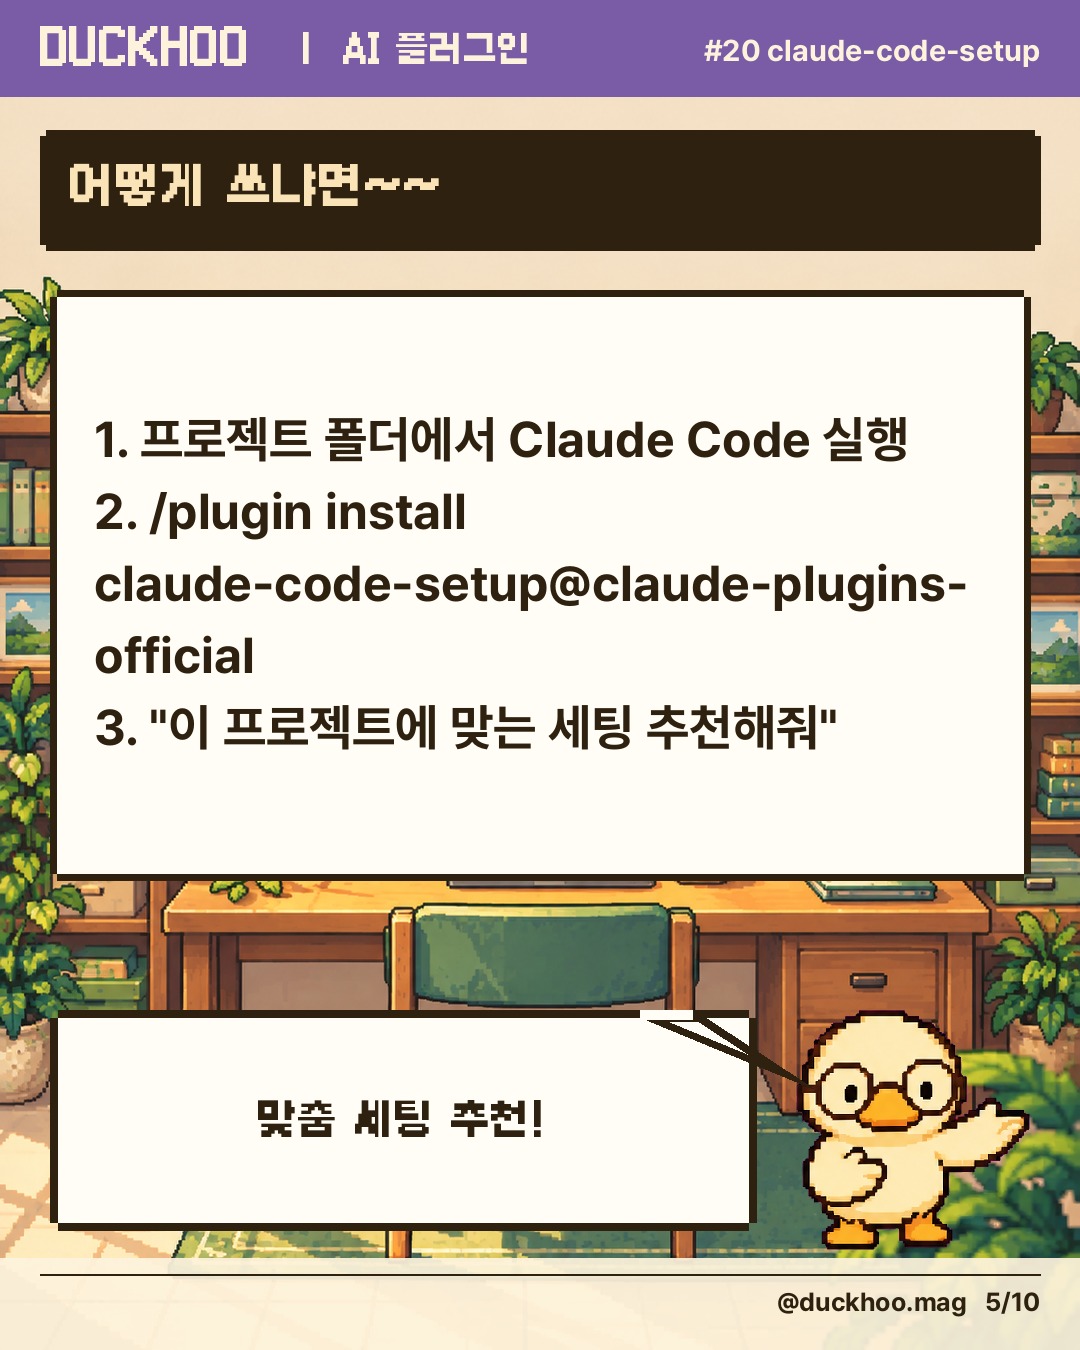 DUCKHOO | AI 플러그인
#20 claude-code-setup
어떻게 쓰냐면~~
1. 프로젝트 폴더에서 Claude Code 실행
2. /plugin install
claude-code-setup@claude-plugins-
official
3. "이 프로젝트에 맞는 세팅 추천해줘"
맞춤 세팅 추천!
@duckhoo.mag 5/10